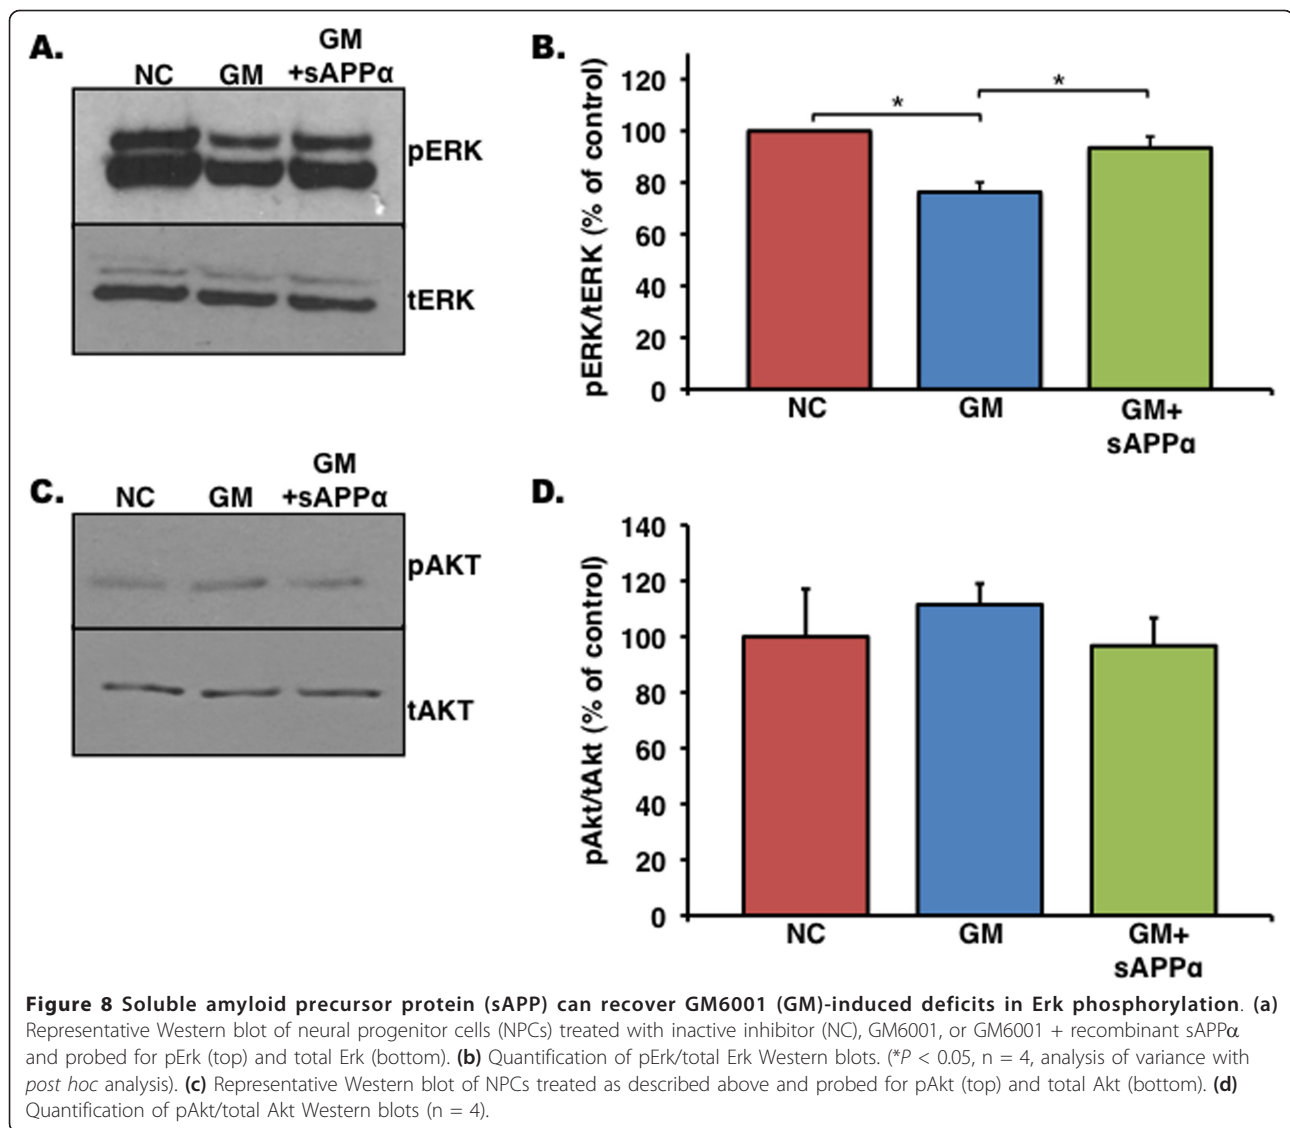 A.
NC GM GM
+sAPPα
pERK
tERK
B.
pERK/tERK (% of control)
120
100
80
60
40
20
0
*
*
NC GM GM+
sAPPα
C.
NC GM GM
+sAPPα
pAKT
tAKT
D.
pAkt/tAkt (% of control)
140
120
100
80
60
40
20
0
NC GM GM+
sAPPα
Figure 8 Soluble amyloid precursor protein (sAPP) can recover GM6001 (GM)-induced deficits in Erk phosphorylation. (a)
Representative Western blot of neural progenitor cells (NPCs) treated with inactive inhibitor (NC), GM6001, or GM6001 + recombinant sAPPα
and probed for pErk (top) and total Erk (bottom). (b) Quantification of pErk/total Erk Western blots. (*P < 0.05, n = 4, analysis of variance with
post hoc analysis). (c) Representative Western blot of NPCs treated as described above and probed for pAkt (top) and total Akt (bottom). (d)
Quantification of pAkt/total Akt Western blots (n = 4).